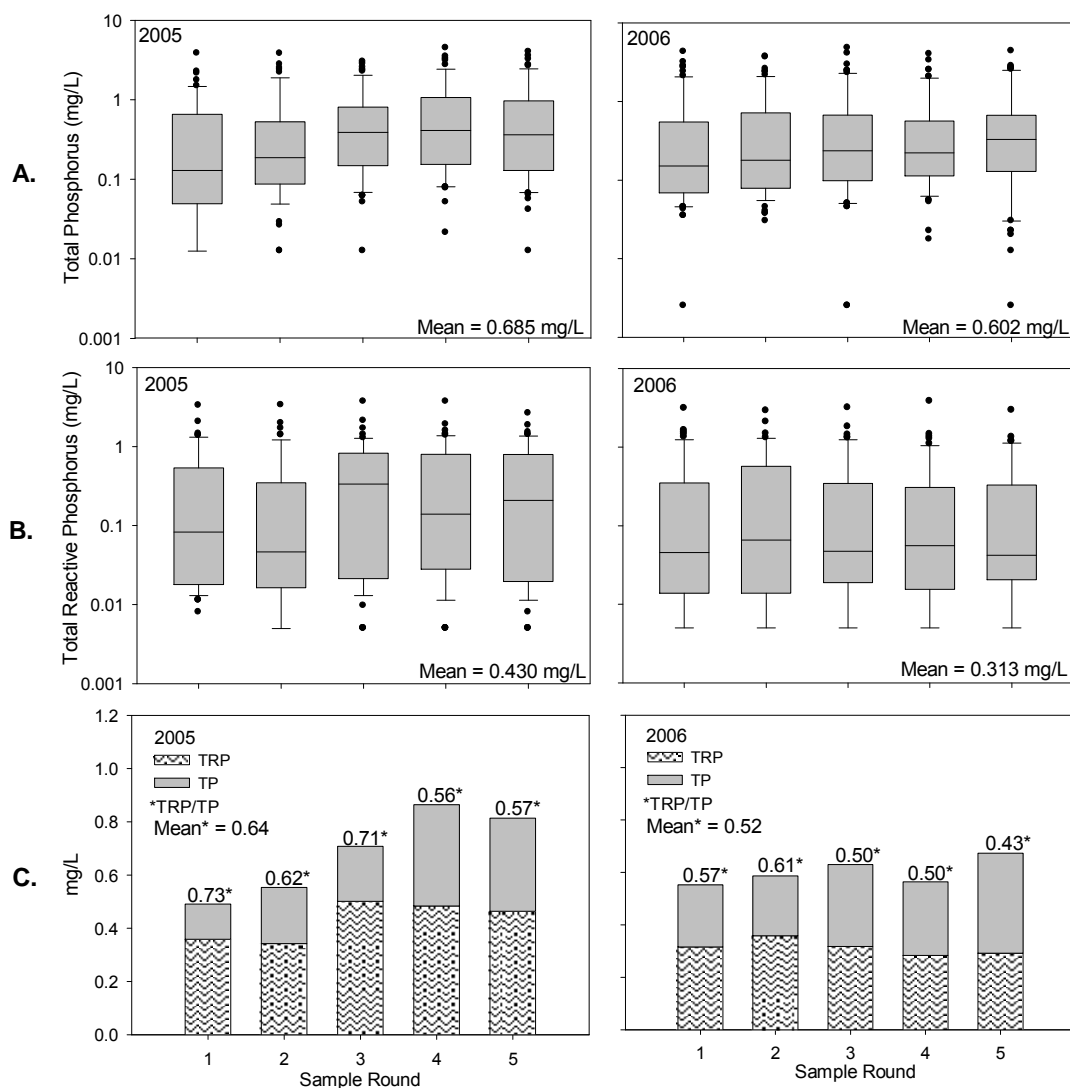 A.
Total Phosphorus (mg/L)
10
1
0.1
0.01
0.001
2005
Mean = 0.685 mg/L
2006
Mean = 0.602 mg/L
B.
Total Reactive Phosphorus (mg/L)
10
1
0.1
0.01
0.001
2005
Mean = 0.430 mg/L
2006
Mean = 0.313 mg/L
C.
mg/L
1.2
1.0
0.8
0.6
0.4
0.2
0.0
2005
TRP
TP
*TRP/TP
Mean* = 0.64
0.73*
0.62*
0.71*
0.56*
0.57*
1 2 3 4 5
Sample Round
2006
TRP
TP
*TRP/TP
Mean* = 0.52
0.57*
0.61*
0.50*
0.50*
0.43*
1 2 3 4 5
Sample Round